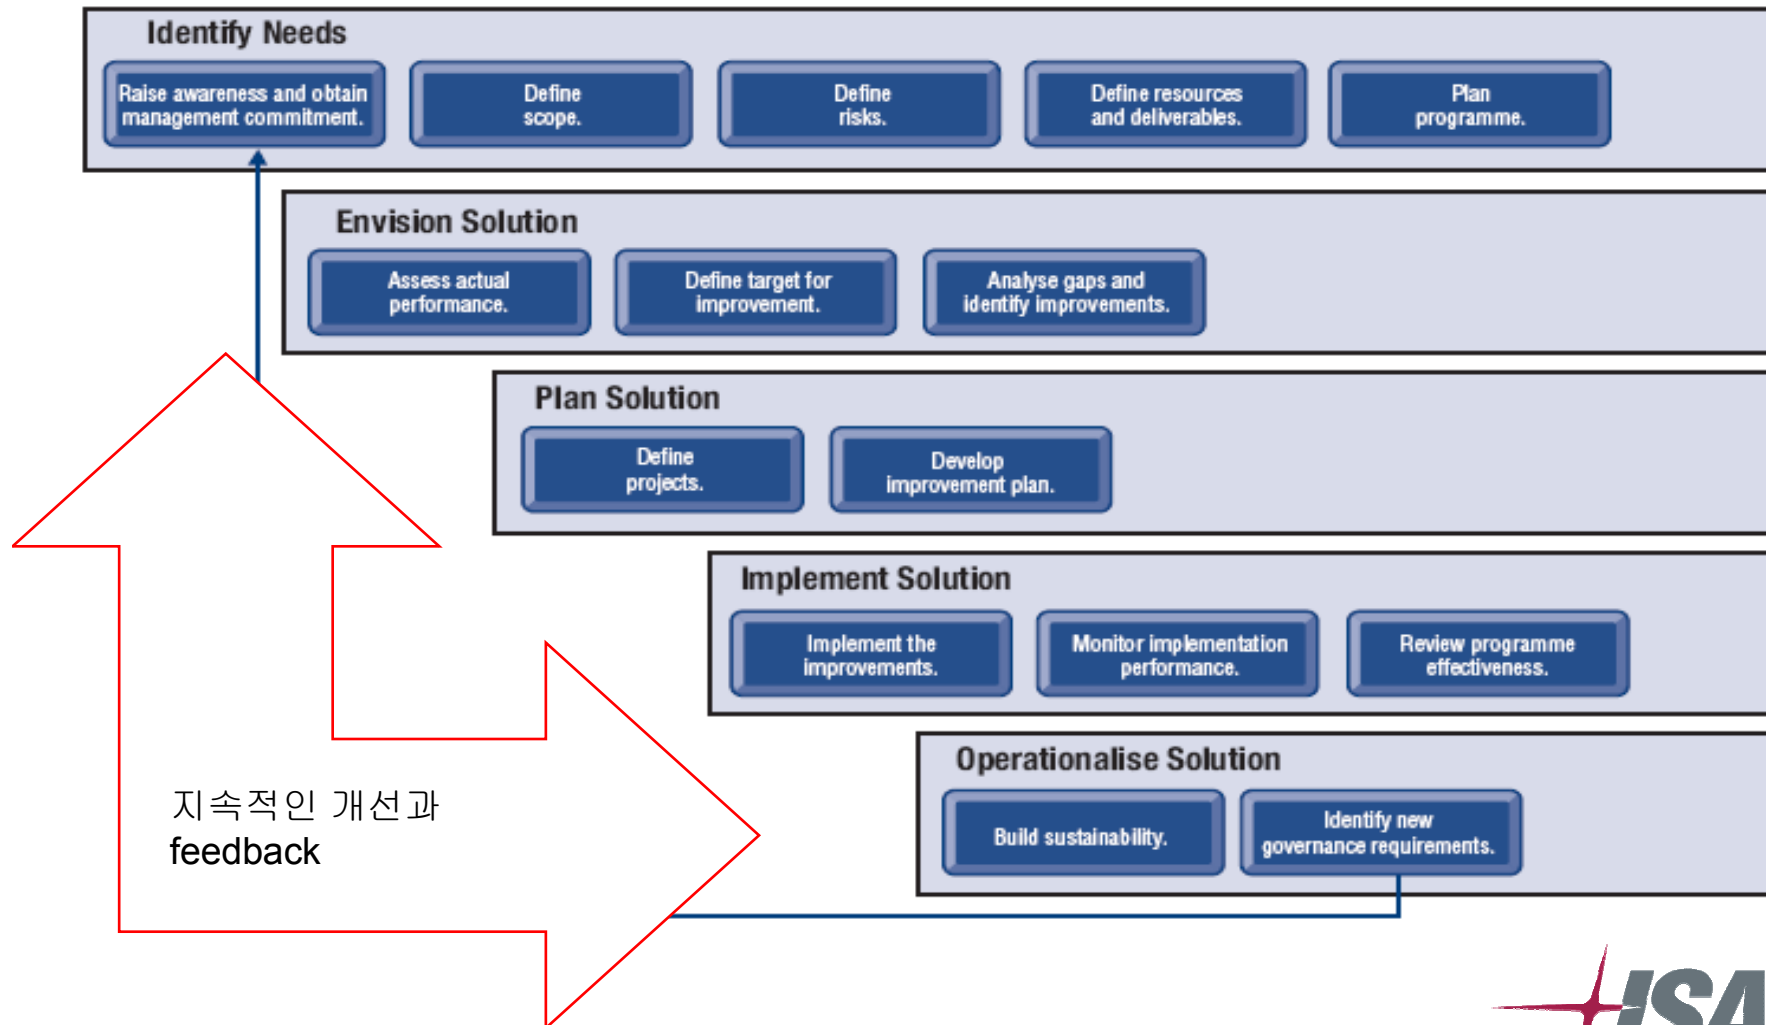 Identify Needs
Raise awareness and obtain
management commitment.
Define
scope.
Define
risks.
Define resources
and deliverables.
Plan
programme.
Envision Solution
Assess actual
performance.
Define target for
improvement.
Analyse gaps and
identify improvements.
Plan Solution
Define
projects.
Develop
improvement plan.
Implement Solution
Implement the
improvements.
Monitor implementation
performance.
Review programme
effectiveness.
Operationalise Solution
Build sustainability.
Identify new
governance requirements.
지속적인 개선과
feedback
ISA